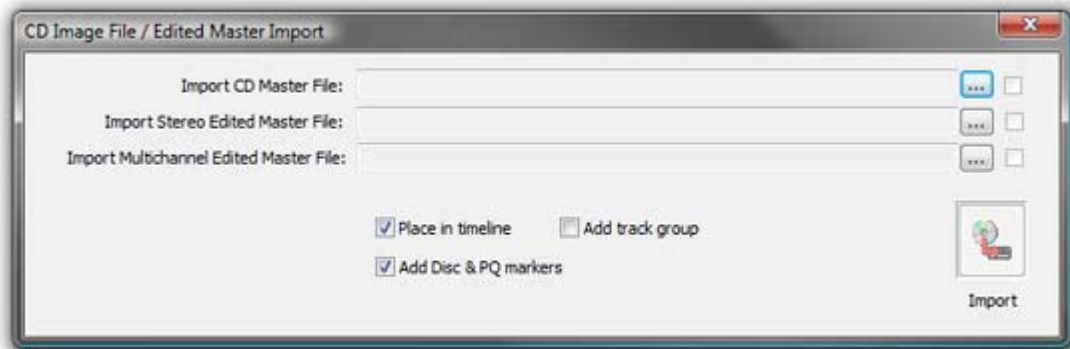 CD Image File / Edited Master Import
Import CD Master File: ...
Import Stereo Edited Master File: ...
Import Multichannel Edited Master File: ...
Place in timeline Add track group
Add Disc & PQ markers
Import